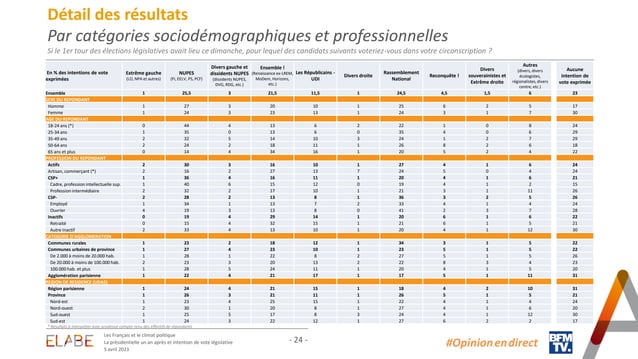 Détail des résultats
Par catégories sociodémographiques et professionnelles
Si le 1er tour des élections législatives avait lieu ce dimanche, pour lequel des candidats suivants voteriez-vous dans votre circonscription ?
En % des intentions de vote exprimées | Extrême gauche (LO, NPA et autres) | NUPES (FI, EELV, PS, PCF) | Divers gauche et dissidents NUPES (dissidents NUPES, DVG, RDG, etc.) | Ensemble ! (Renaissance ex-LREM, MoDem, Horizons, etc.) | Les Républicains - UDI | Divers droite | Rassemblement National | Reconquête ! | Divers souverainistes et Extrême droite | Autres (divers, divers écologistes, régionalistes, divers centre, etc.) | Aucune intention de vote exprimée
Ensemble 1 25,5 3 21,5 11,5 1 24,5 4,5 1,5 6 23
SEXE DU REPONDANT
Homme 1 27 3 20 10 1 25 6 2 5 17
Femme 1 24 3 23 13 1 24 3 1 7 30
AGE DU REPONDANT
18-24 ans (*) 0 44 4 13 6 2 22 1 0 8 24
25-34 ans 1 35 0 13 6 0 35 4 0 6 29
35-49 ans 2 32 5 14 10 3 24 1 2 7 29
50-64 ans 2 24 2 18 11 1 26 8 2 6 18
65 ans et plus 0 14 4 34 16 1 20 5 2 4 22
PROFESSION DU REPONDANT
Actifs 2 30 3 16 10 1 27 4 1 6 24
Artisan, commerçant (*) 2 16 2 27 13 7 24 5 0 4 24
CSP+ 1 36 4 16 11 1 20 4 1 6 21
Cadre, profession intellectuelle sup. 1 40 6 15 12 0 19 4 1 2 15
Profession intermédiaire 2 32 2 17 10 1 21 3 1 11 26
CSP- 2 28 2 13 8 1 36 3 2 5 26
Employé 1 34 1 13 7 2 33 4 1 4 24
Ouvrier 4 19 3 13 8 0 41 2 3 7 28
Inactifs 0 19 4 29 14 1 20 6 1 6 22
Retraité 0 15 4 32 15 1 21 6 1 5 21
Autre inactif 2 33 4 13 10 1 20 4 1 12 30
CATEGORIE D'AGGLOMERATION
Communes rurales 1 23 2 18 12 1 34 3 1 5 22
Communes urbaines de province 1 27 4 23 10 1 23 5 1 5 22
De 2.000 à moins de 20.000 hab. 1 28 1 22 8 2 27 5 1 5 26
De 20.000 à moins de 100.000 hab. 2 23 3 20 13 2 22 8 3 4 23
100.000 hab. et plus 1 28 5 24 11 1 20 4 1 5 20
Agglomération parisienne 1 22 4 21 17 1 17 5 1 11 31
REGION DE RESIDENCE (UDA5)
Région parisienne 1 24 4 21 15 1 18 4 2 10 31
Province 1 26 3 21 11 1 26 5 1 5 21
Nord-est 1 23 4 25 15 1 22 4 1 4 24
Nord-ouest 2 30 2 20 8 1 27 4 1 6 20
Sud-ouest 1 25 5 17 8 3 24 4 1 12 30
Sud-est 1 24 3 22 12 1 27 6 2 2 17
* Résultats à interpréter avec prudence compte-tenu des effectifs de répondants
ELABE
Les Français et le climat politique
La présidentielle un an après et intention de vote législative
5 avril 2023
- 24 -
#Opinionendirect
BFM TV.